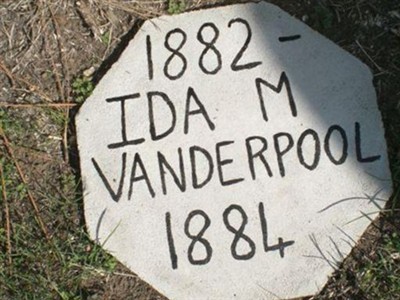 1882 -
IDA M
VANDERPOOL
1884